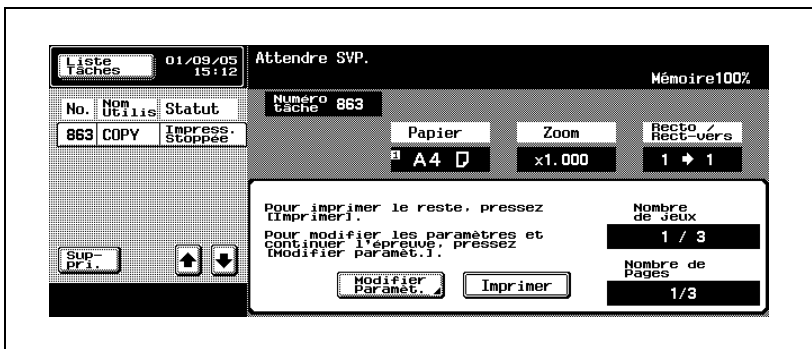 Liste
Tâches
01/09/05
15:12
Attendre SVP.
Mémoire100%
No. Nom Utilis Statut
863 COPY Impress. Stoppée
Numéro
tâche 863
Papier
Zoom
Recto /
Rect-vers
1 A4
x1.000
1 ➔ 1
Pour imprimer le reste, pressez
[Imprimer].
Pour modifier les paramètres et
continuer l'épreuve, pressez
[Modifier paramèt.].
Nombre
de jeux
1 / 3
Nombre de
Pages
1/3
Modifier
Paramèt.
Imprimer
Sup-
pri.